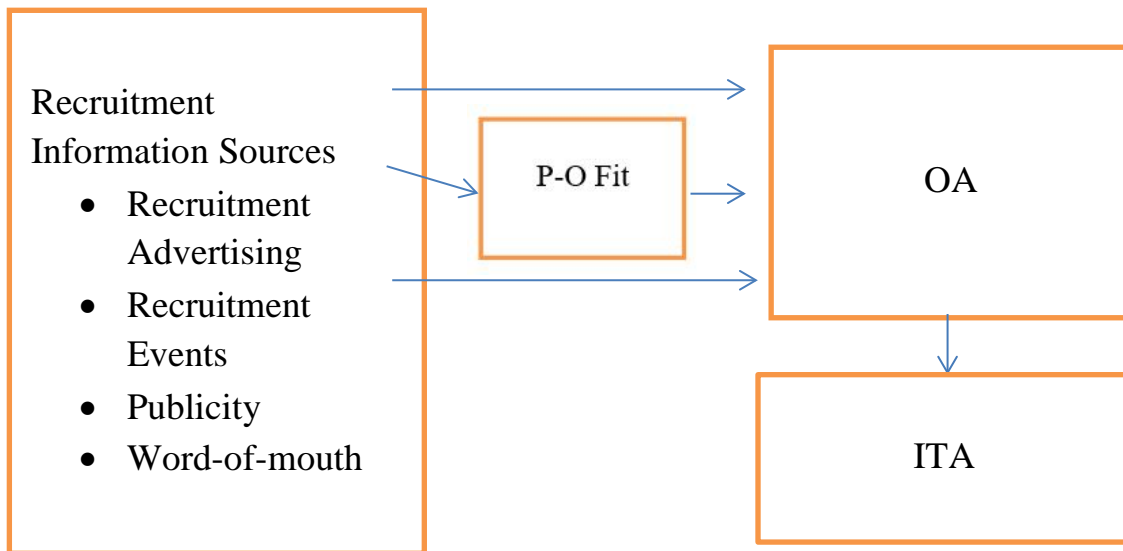 Recruitment
Information Sources
• Recruitment
Advertising
• Recruitment
Events
• Publicity
• Word-of-mouth
P-O Fit
OA
ITA